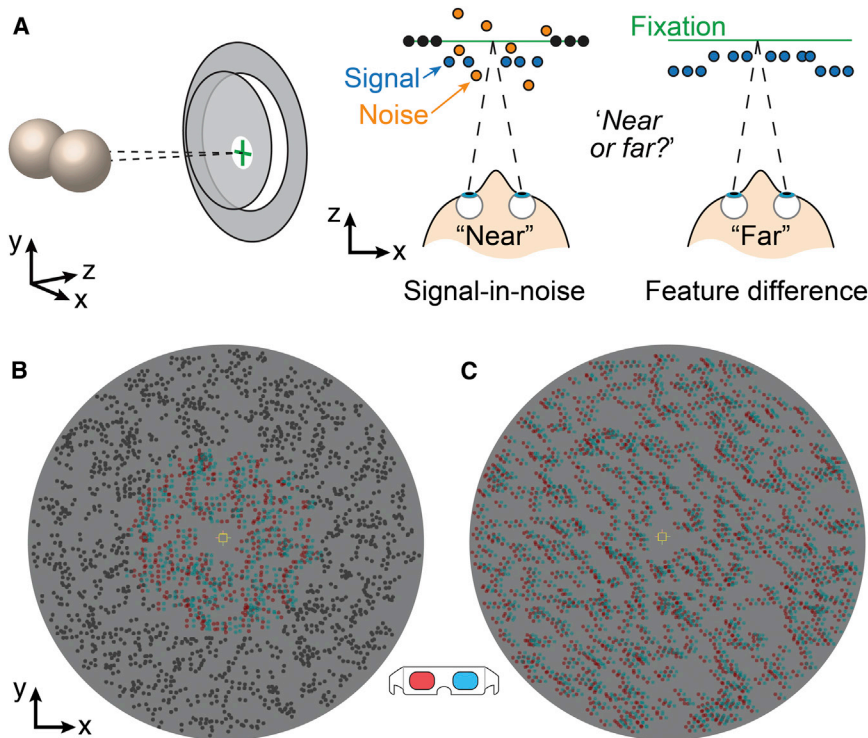 A
Fixation
Signal
Noise
'Near
or far?'
y
z
x
z
x
"Near"
"Far"
Signal-in-noise
Feature difference
B
C
y
x